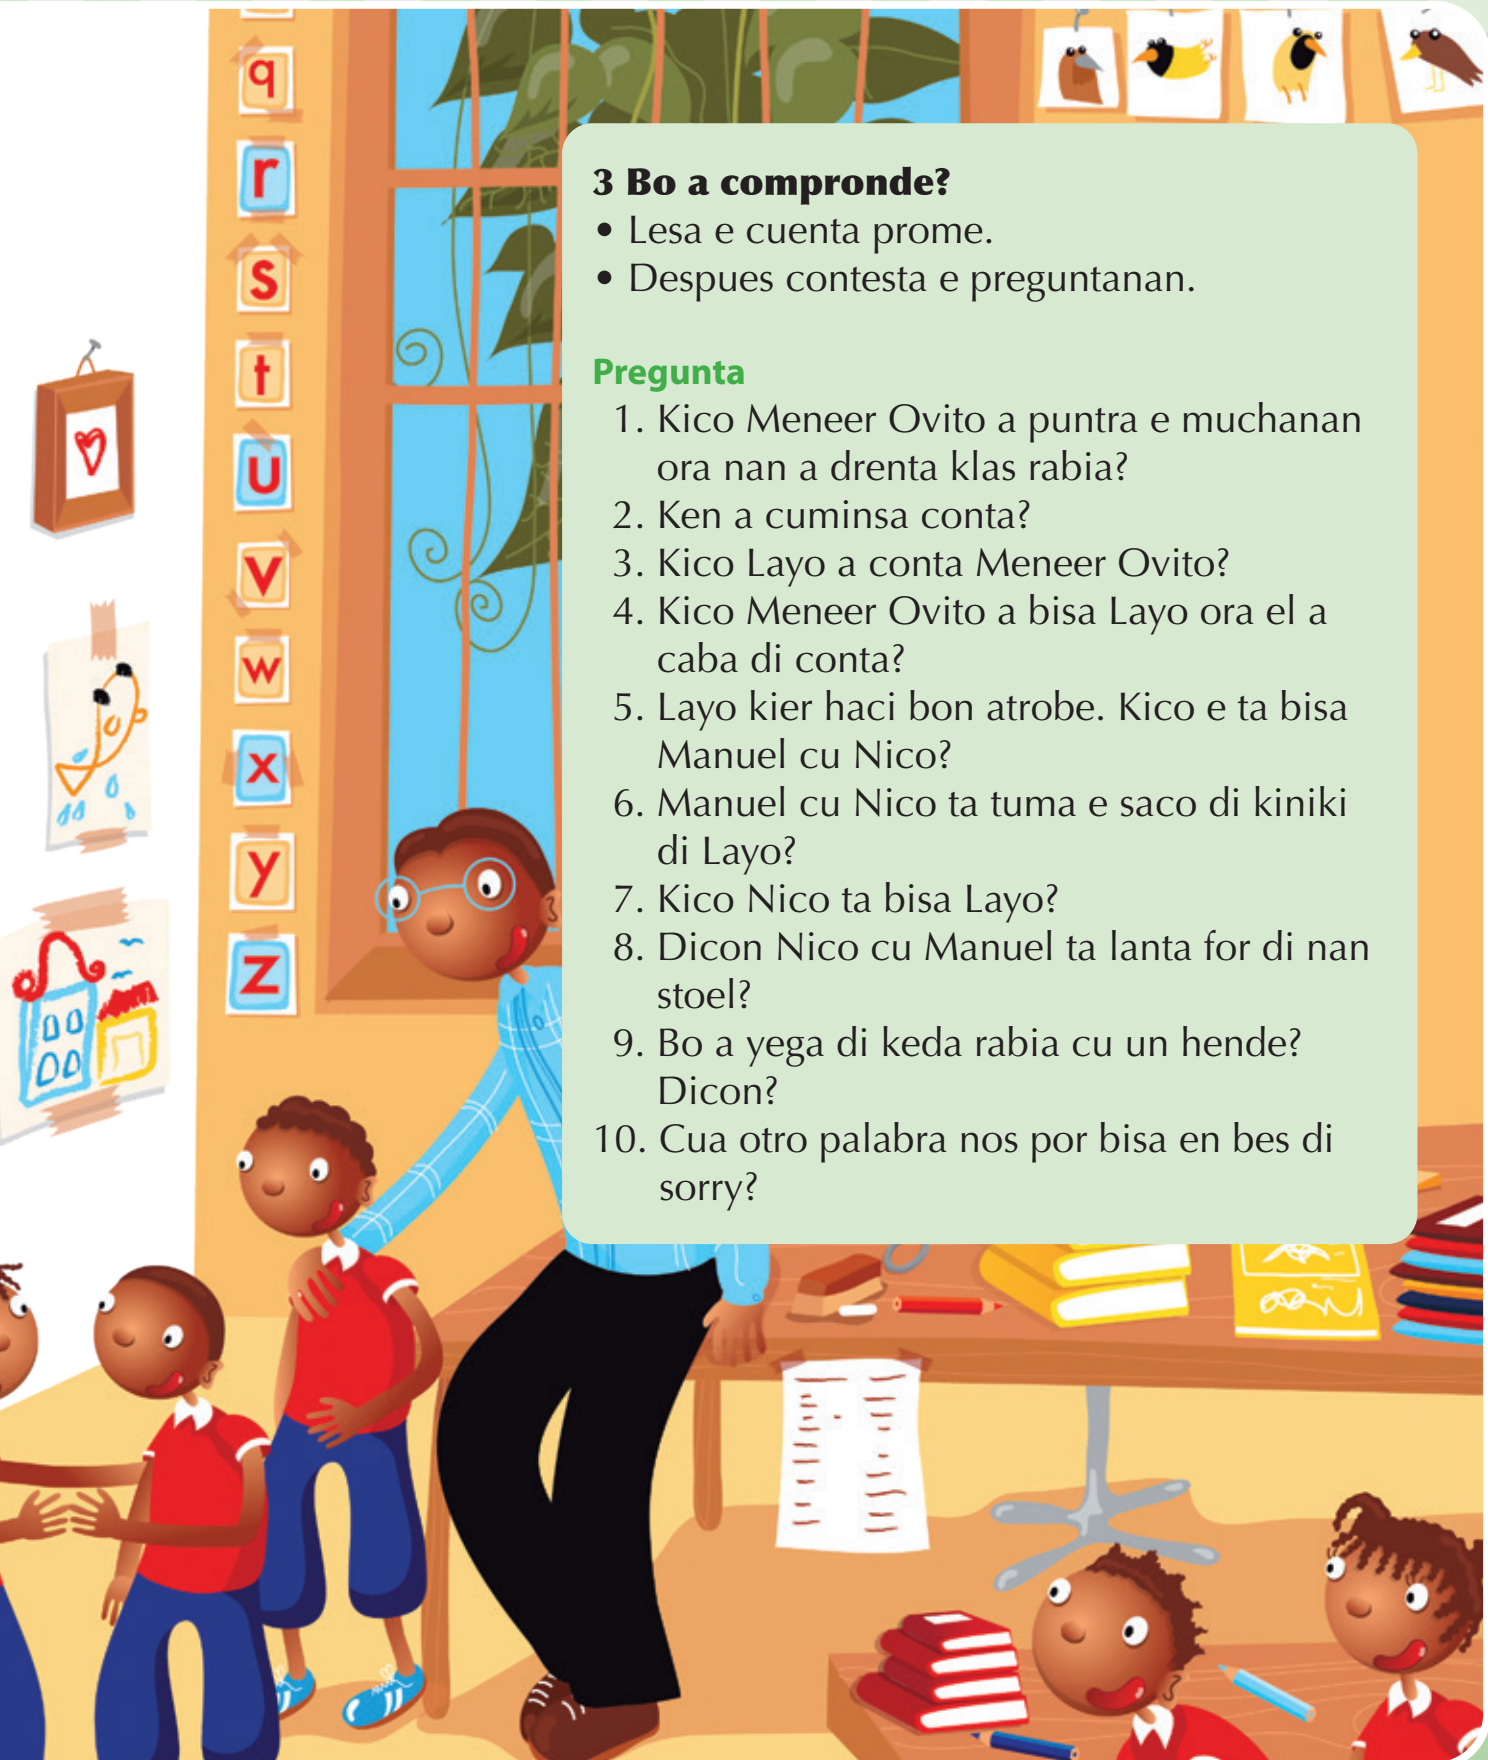 q
r
s
t
u
v
w
x
y
z
3 Bo a compronde?
• Lesa e cuenta prome.
• Despues contesta e preguntanan.
Pregunta
1. Kico Meneer Ovito a puntra e muchanan
ora nan a drenta klas rabia?
2. Ken a cuminsa conta?
3. Kico Layo a conta Meneer Ovito?
4. Kico Meneer Ovito a bisa Layo ora el a
caba di conta?
5. Layo kier haci bon atrobe. Kico e ta bisa
Manuel cu Nico?
6. Manuel cu Nico ta tuma e saco di kiniki
di Layo?
7. Kico Nico ta bisa Layo?
8. Dicon Nico cu Manuel ta lanta for di nan
stoel?
9. Bo a yega di keda rabia cu un hende?
Dicon?
10. Cua otro palabra nos por bisa en bes di
sorry?